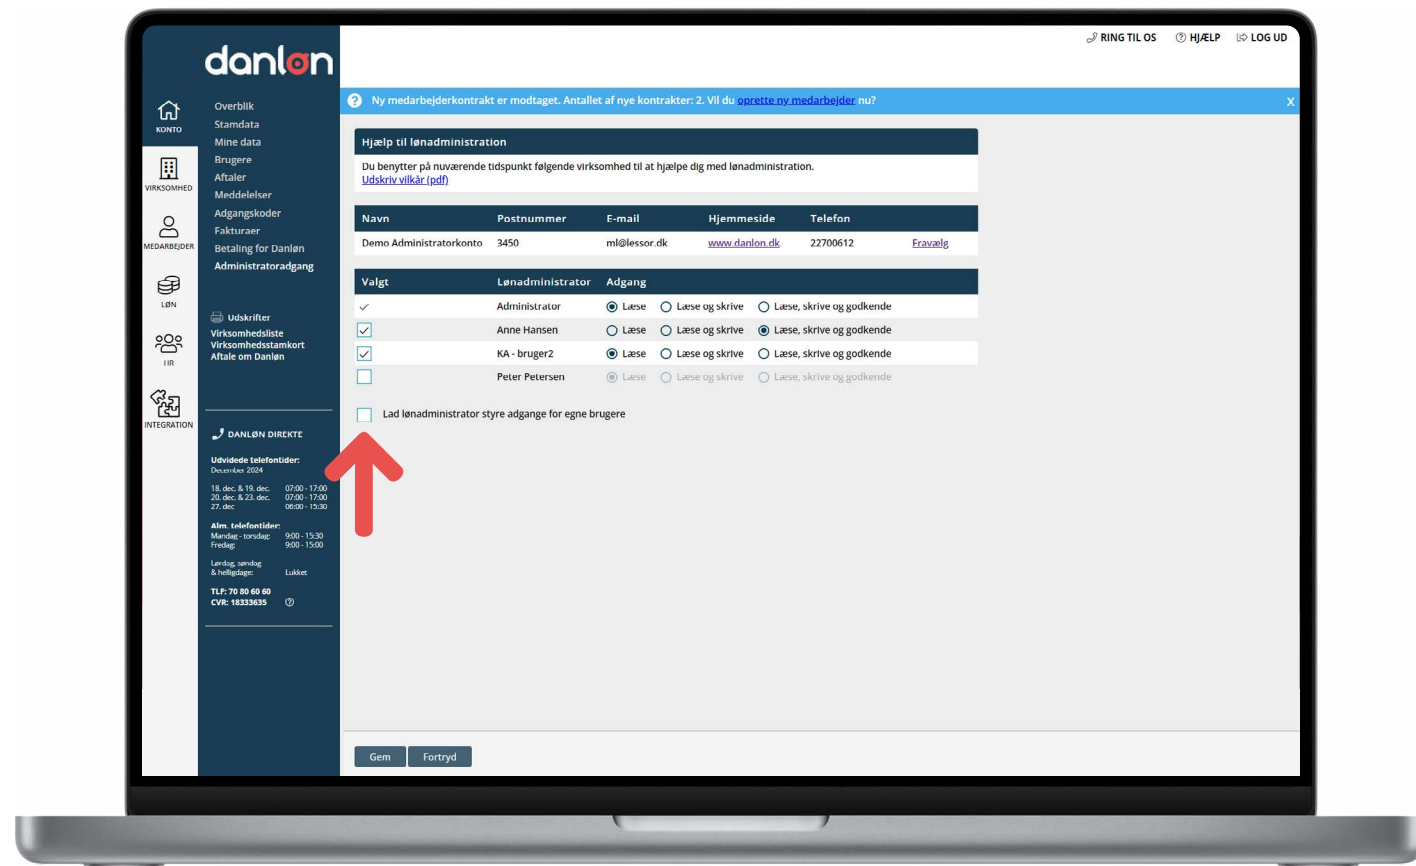 danløn
RING TIL OS HJÆLP LOG UD
KONTO
VIRKSOMHED
MEDARBEJDER
LØN
HR
INTEGRATION
Overblik
Stamdata
Mine data
Brugere
Aftaler
Meddelelser
Adgangskoder
Fakturaer
Betaling for Danløn
Administratoradgang
Udskrifter
Virksomhedsliste
Virksomhedsstamkort
Aftale om Danløn
DANLØN DIREKTE
Udvidede telefontider:
December 2024
18. dec. & 19. dec. 07:00 - 17:00
20. dec. & 23. dec. 07:00 - 17:00
27. dec 06:00 - 15:30
Alm. telefontider:
Mandag - torsdag: 9:00 - 15:30
Fredag: 9:00 - 15:00
Lørdag, søndag
& helligdage: Lukket
TLF: 70 80 60 60
CVR: 18333635
Ny medarbejderkontrakt er modtaget. Antallet af nye kontrakter: 2. Vil du oprette ny medarbejder nu? X
Hjælp til lønadministration
Du benytter på nuværende tidspunkt følgende virksomhed til at hjælpe dig med lønadministration.
Udskriv vilkår (pdf)
Navn Postnummer E-mail Hjemmeside Telefon
Demo Administratorkonto 3450 ml@lessor.dk www.danlon.dk 22700612 Fravælg
Valgt Lønadministrator Adgang
Administrator Læse Læse og skrive Læse, skrive og godkende
Anne Hansen Læse Læse og skrive Læse, skrive og godkende
KA - bruger2 Læse Læse og skrive Læse, skrive og godkende
Peter Petersen Læse Læse og skrive Læse, skrive og godkende
Lad lønadministrator styre adgange for egne brugere
Gem Fortryd